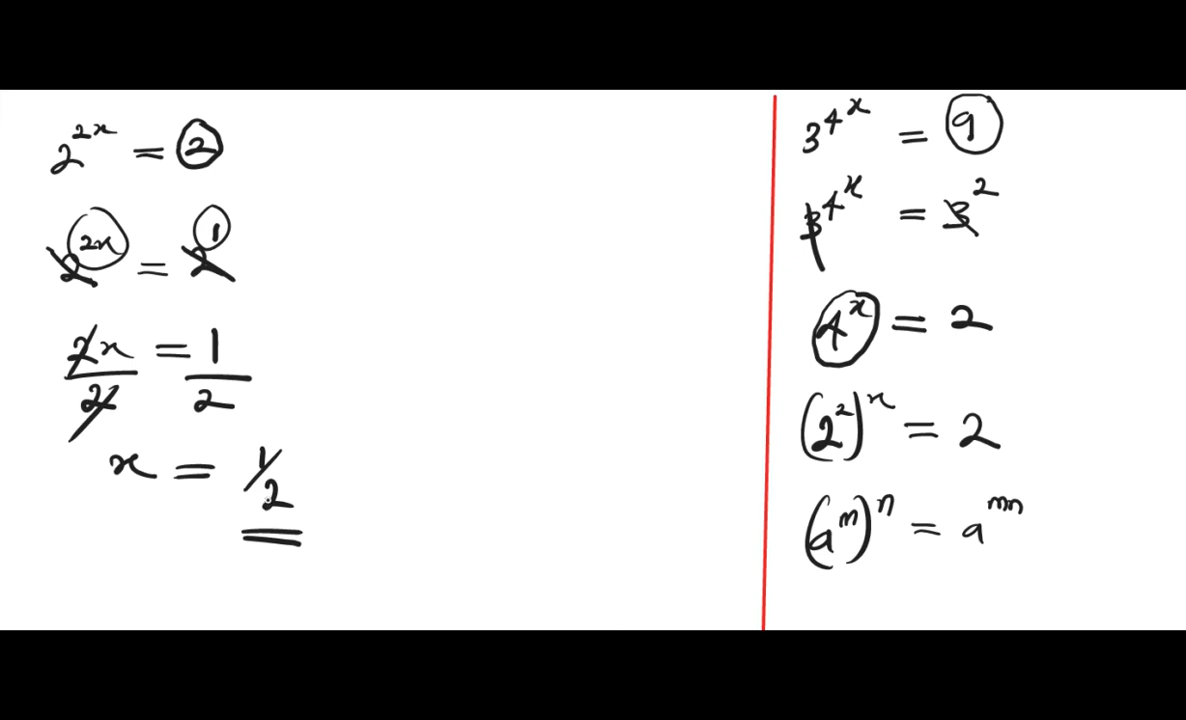 3^4^x = 9
3^4^x = 3^2
4^x = 2
(2^2)^x = 2
(a^m)^n = a^mn
2^2x = 2
2^2x = 2^1
2x/2 = 1/2
x = 1/2